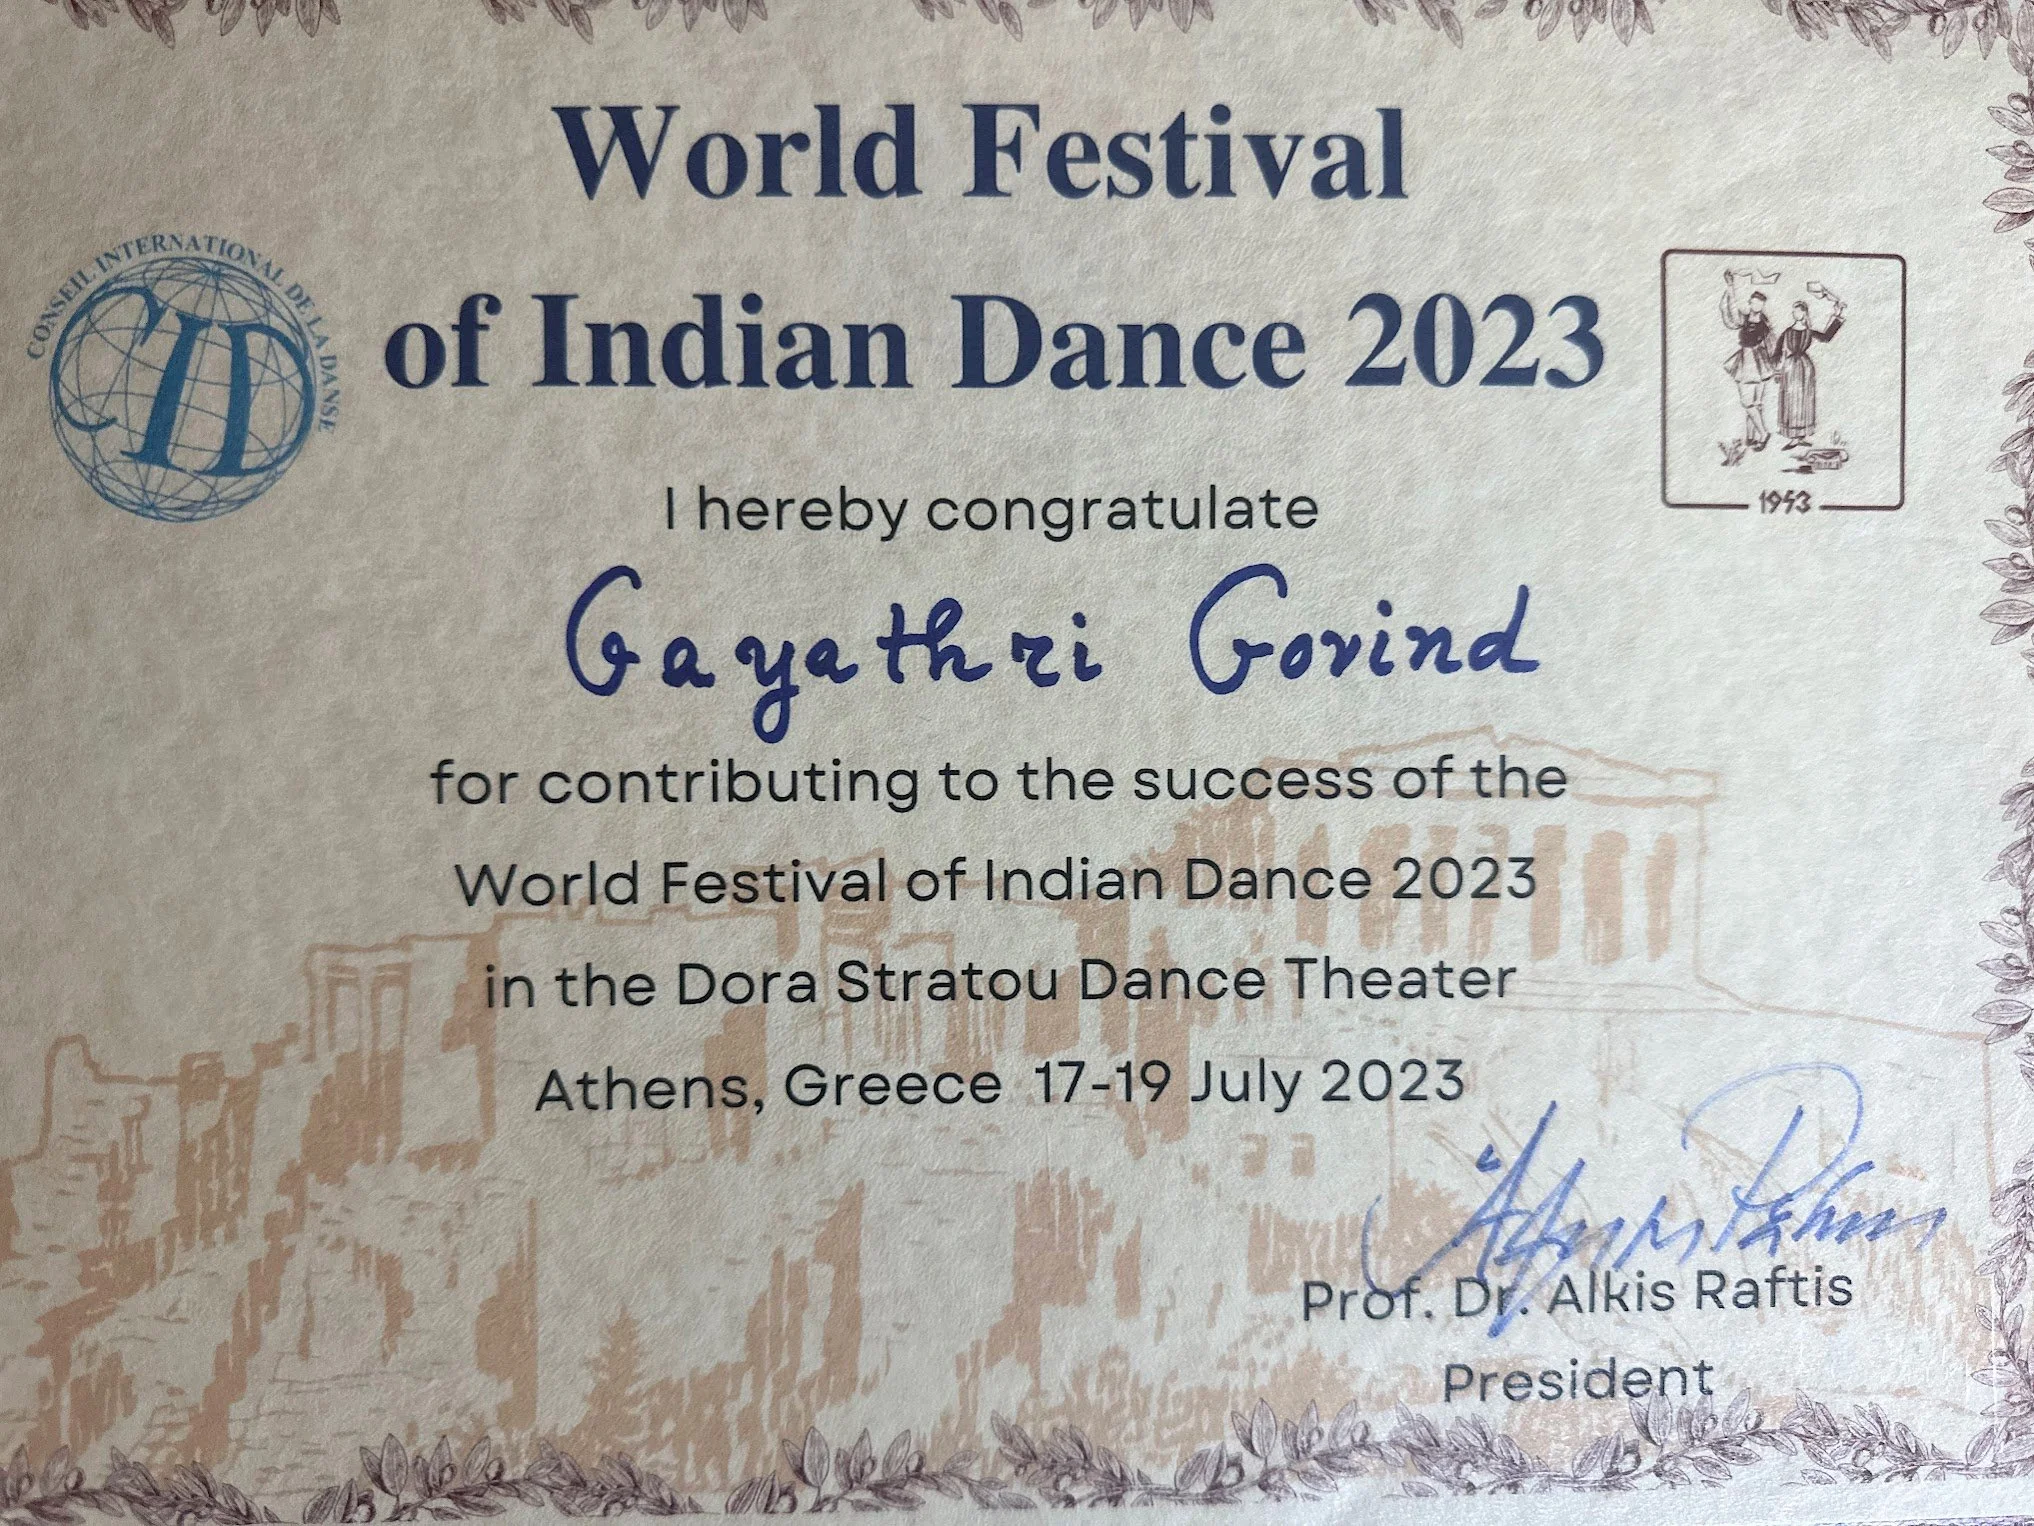 World Festival
of Indian Dance 2023
CONSEIL INTERNATIONAL DE LA DANSE
CID
1953
I hereby congratulate
Gayathri Govind
for contributing to the success of the
World Festival of Indian Dance 2023
in the Dora Stratou Dance Theater
Athens, Greece 17-19 July 2023
Prof. Dr. Alkis Raftis
President